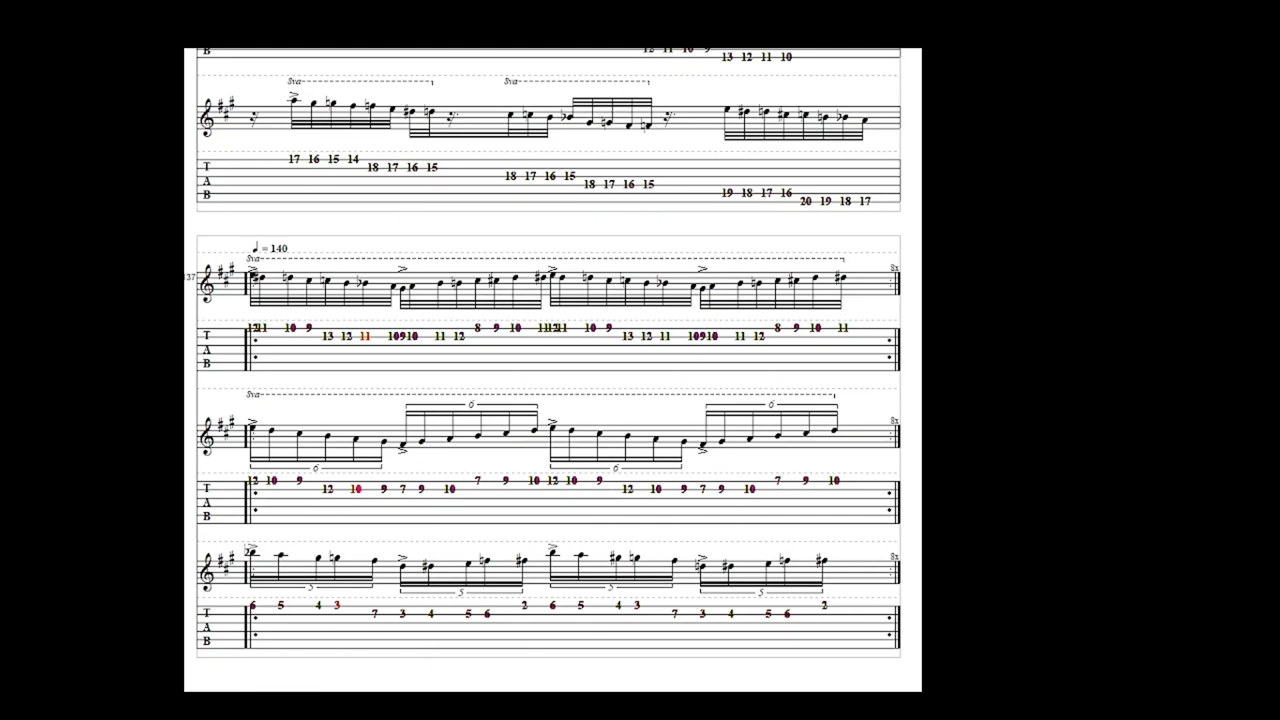 B 12 11 10 9
13 12 11 10
8va 8va
17 16 15 14
T 18 17 16 15
A 18 17 16 15
18 17 16 15
B 19 18 17 16
20 19 18 17
= 140
8va
37 8x
12 11 10 9 8 9 10 11 12 11 10 9 8 9 10 11
T 13 12 11 10 9 10 11 12 13 12 11 10 9 10 11 12
A
B
8va
6 6
8x
6 6
12 10 9 7 9 10 12 10 9 7 9 10
T 12 10 9 7 9 10 12 10 9 7 9 10
A
B
8x
5 5 5 5
6 5 4 3 2 6 5 4 3 2
T 7 3 4 5 6 7 3 4 5 6
A
B